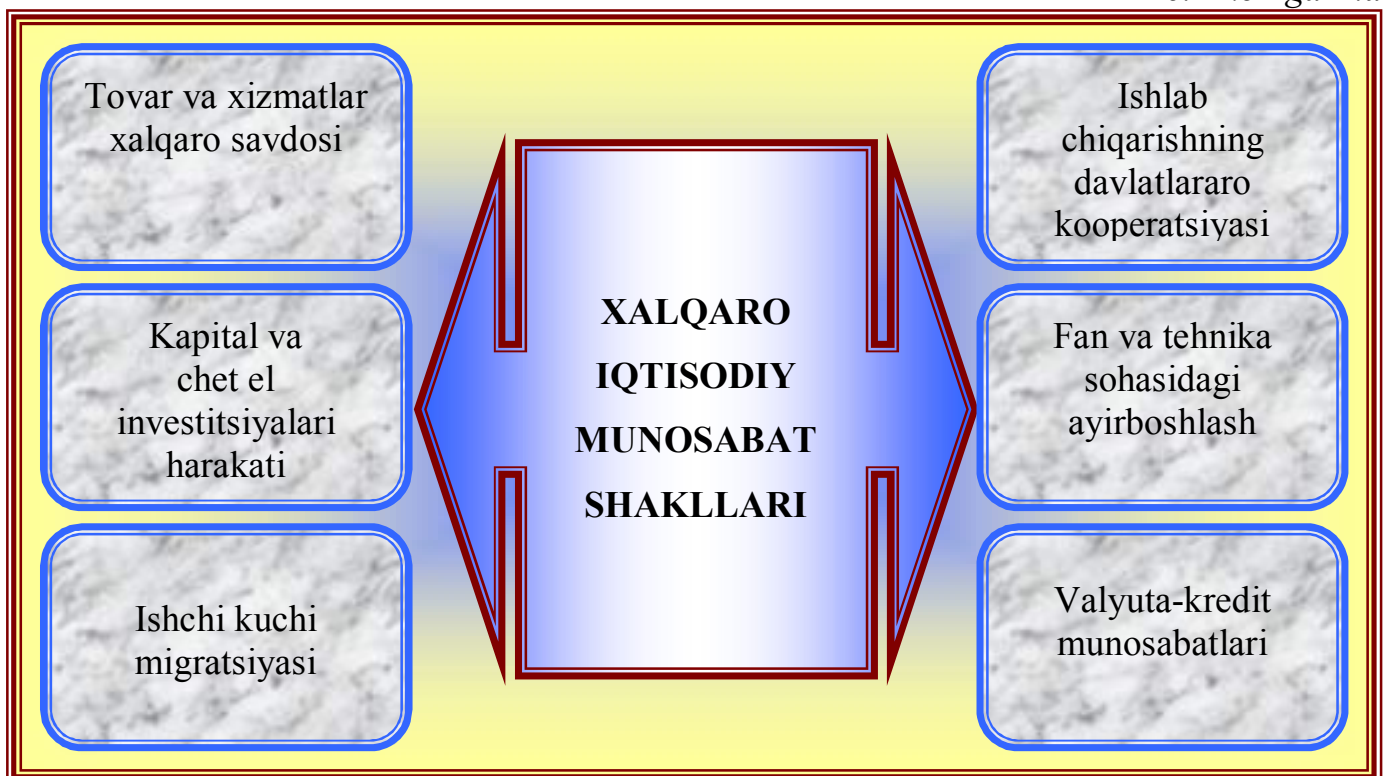 Tovar va xizmatlar
xalqaro savdosi
Kapital va
chet el
investitsiyalari
harakati
Ishchi kuchi
migratsiyasi
XALQARO
IQTISODIY
MUNOSABAT
SHAKLLARI
Ishlab
chiqarishning
davlatlararo
kooperatsiyasi
Fan va tehnika
sohasidagi
ayirboshlash
Valyuta-kredit
munosabatlari